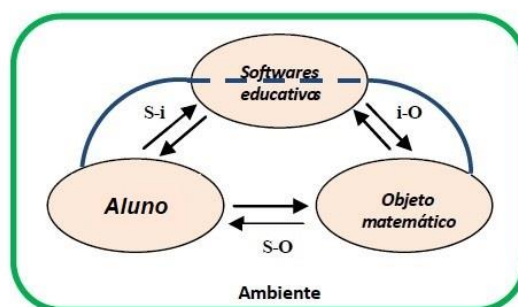 Softwares
educativos
S-i
i-O
Aluno
Objeto
matemático
S-O
Ambiente